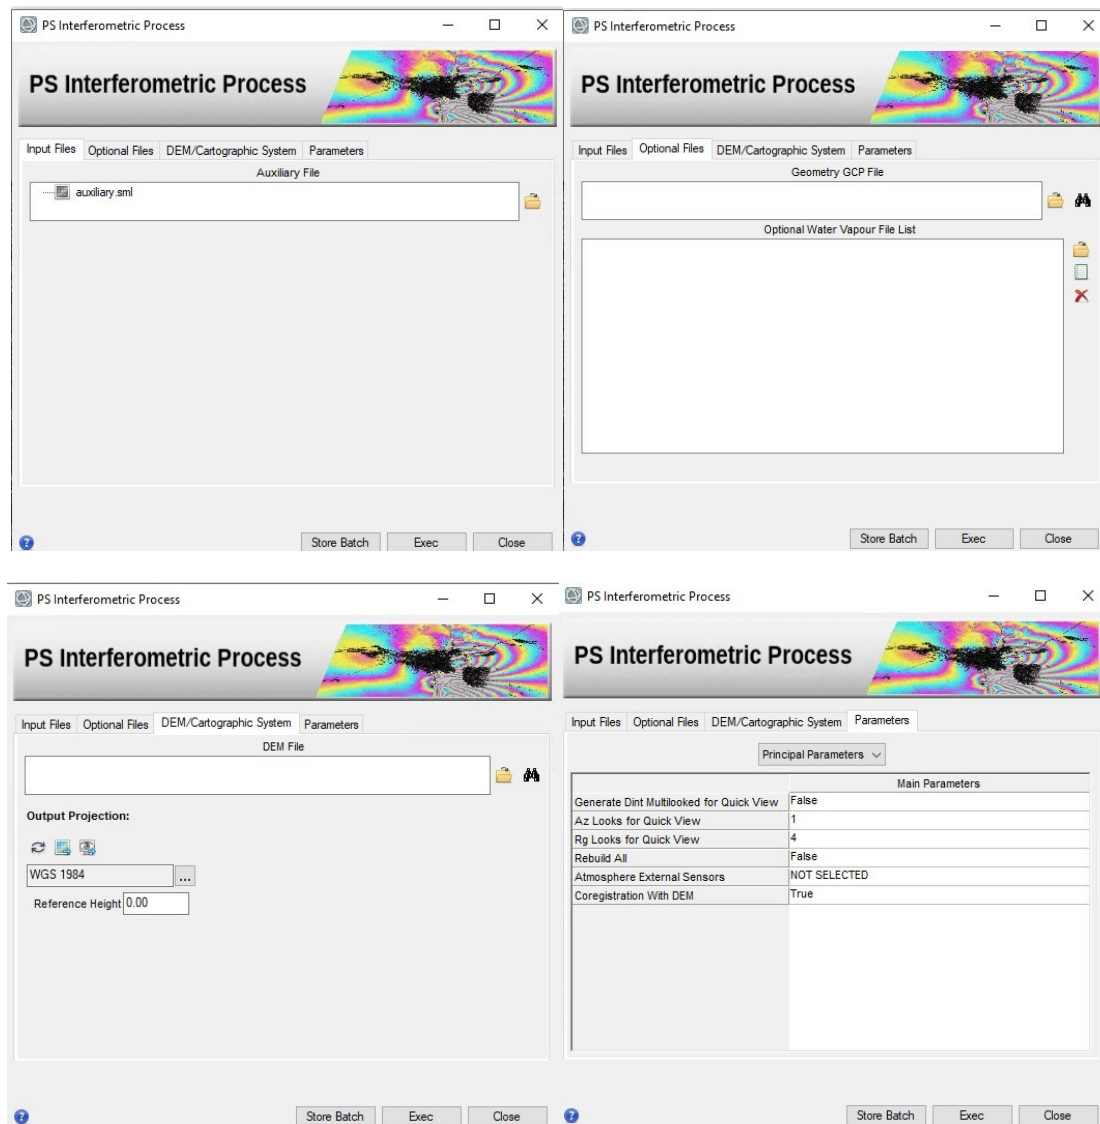 PS Interferometric Process
PS Interferometric Process
Input Files Optional Files DEM/Cartographic System Parameters
Auxiliary File
auxiliary.sml
Store Batch Exec Close
PS Interferometric Process
PS Interferometric Process
Input Files Optional Files DEM/Cartographic System Parameters
Geometry GCP File
Optional Water Vapour File List
Store Batch Exec Close
PS Interferometric Process
PS Interferometric Process
Input Files Optional Files DEM/Cartographic System Parameters
DEM File
Output Projection:
WGS 1984 ...
Reference Height 0.00
Store Batch Exec Close
PS Interferometric Process
PS Interferometric Process
Input Files Optional Files DEM/Cartographic System Parameters
Principal Parameters
Main Parameters
Generate Dint Multilooked for Quick View False
Az Looks for Quick View 1
Rg Looks for Quick View 4
Rebuild All False
Atmosphere External Sensors NOT SELECTED
Coregistration With DEM True
Store Batch Exec Close